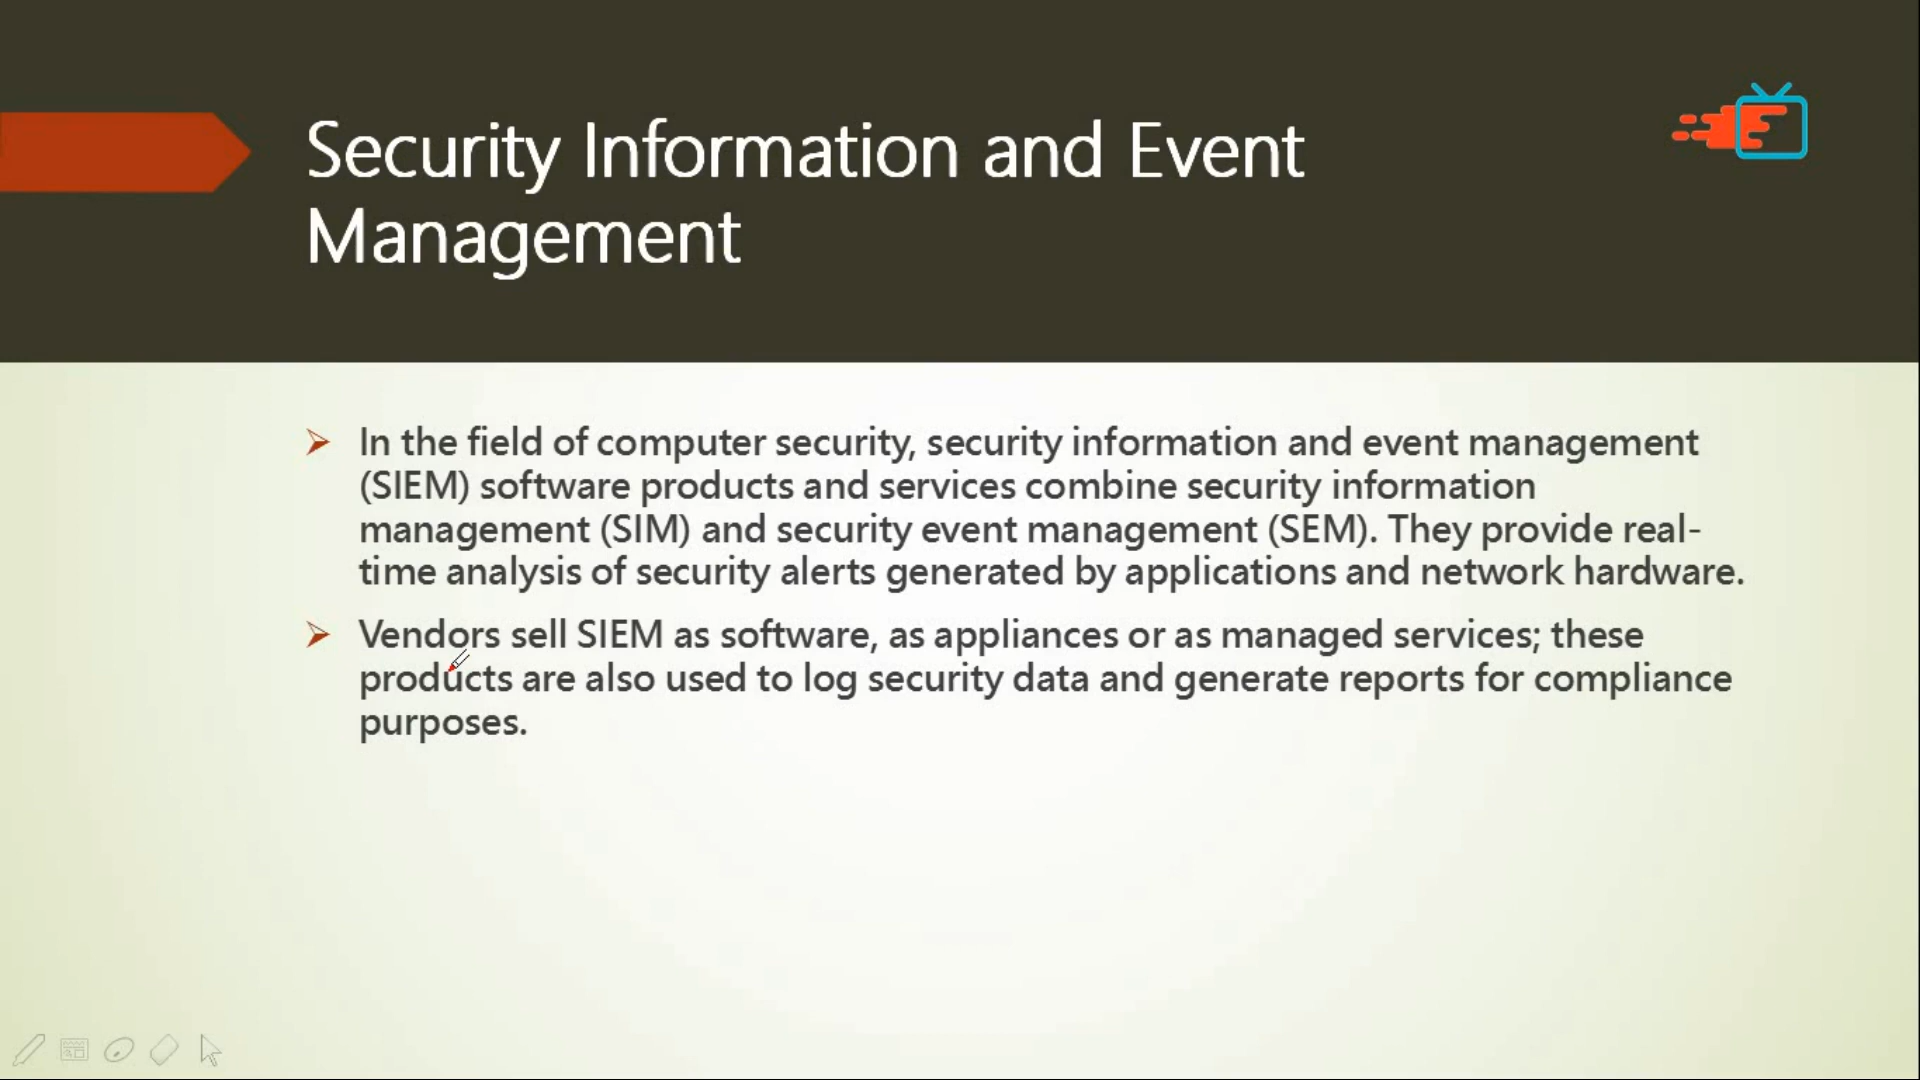 Security Information and Event
Management
In the field of computer security, security information and event management
(SIEM) software products and services combine security information
management (SIM) and security event management (SEM). They provide real-
time analysis of security alerts generated by applications and network hardware.
Vendors sell SIEM as software, as appliances or as managed services; these
products are also used to log security data and generate reports for compliance
purposes.